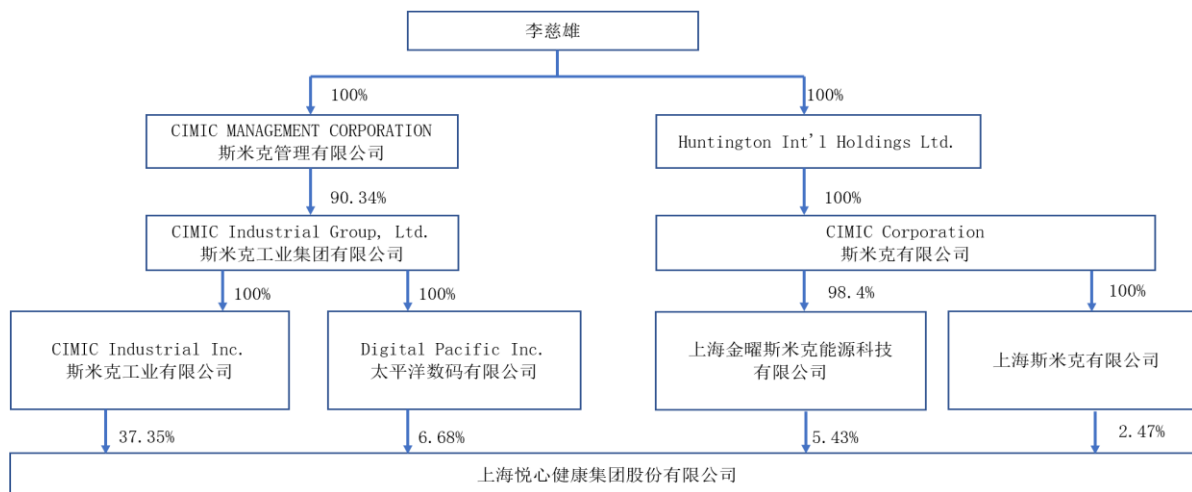 李慈雄
100%
100%
CIMIC MANAGEMENT CORPORATION
斯米克管理有限公司
Huntington Int'l Holdings Ltd.
90.34%
100%
CIMIC Industrial Group, Ltd.
斯米克工业集团有限公司
CIMIC Corporation
斯米克有限公司
100%
100%
98.4%
100%
CIMIC Industrial Inc.
斯米克工业有限公司
Digital Pacific Inc.
太平洋数码有限公司
上海金曜斯米克能源科技
有限公司
上海斯米克有限公司
37.35%
6.68%
5.43%
2.47%
上海悦心健康集团股份有限公司